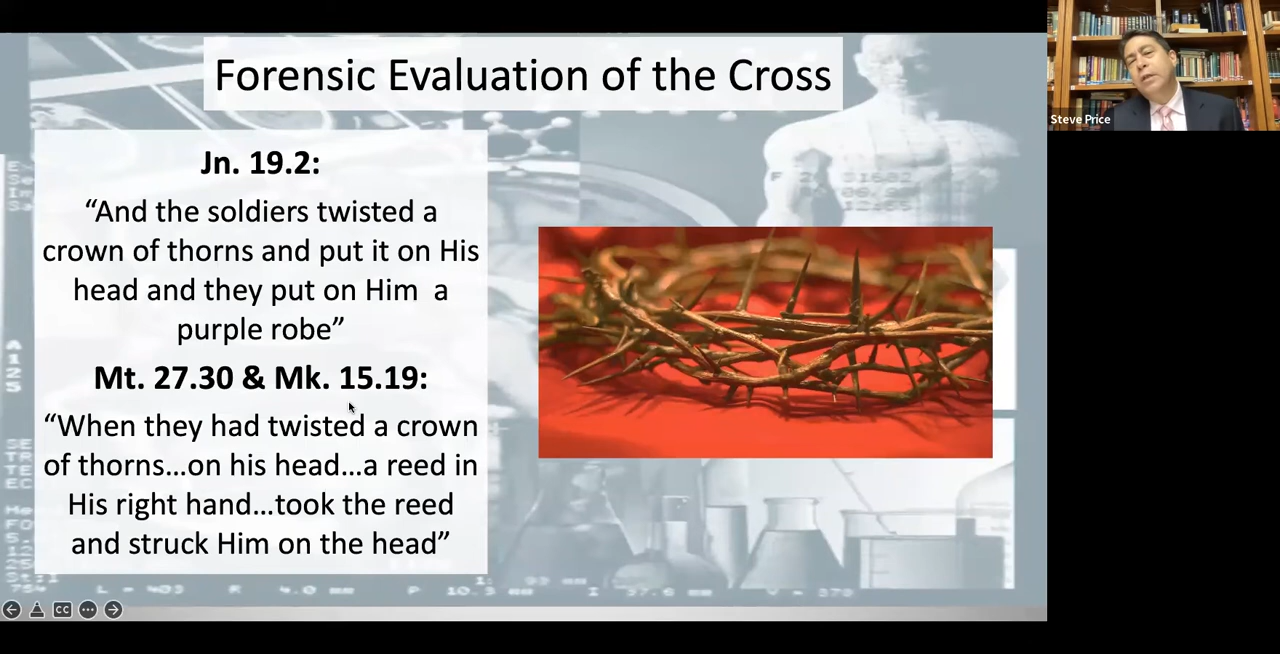 Forensic Evaluation of the Cross
Steve Price
Jn. 19.2:
“And the soldiers twisted a
crown of thorns and put it on His
head and they put on Him  a
purple robe”
Mt. 27.30 & Mk. 15.19:
“When they had twisted a crown
of thorns...on his head...a reed in
His right hand...took the reed
and struck Him on the head”
CC